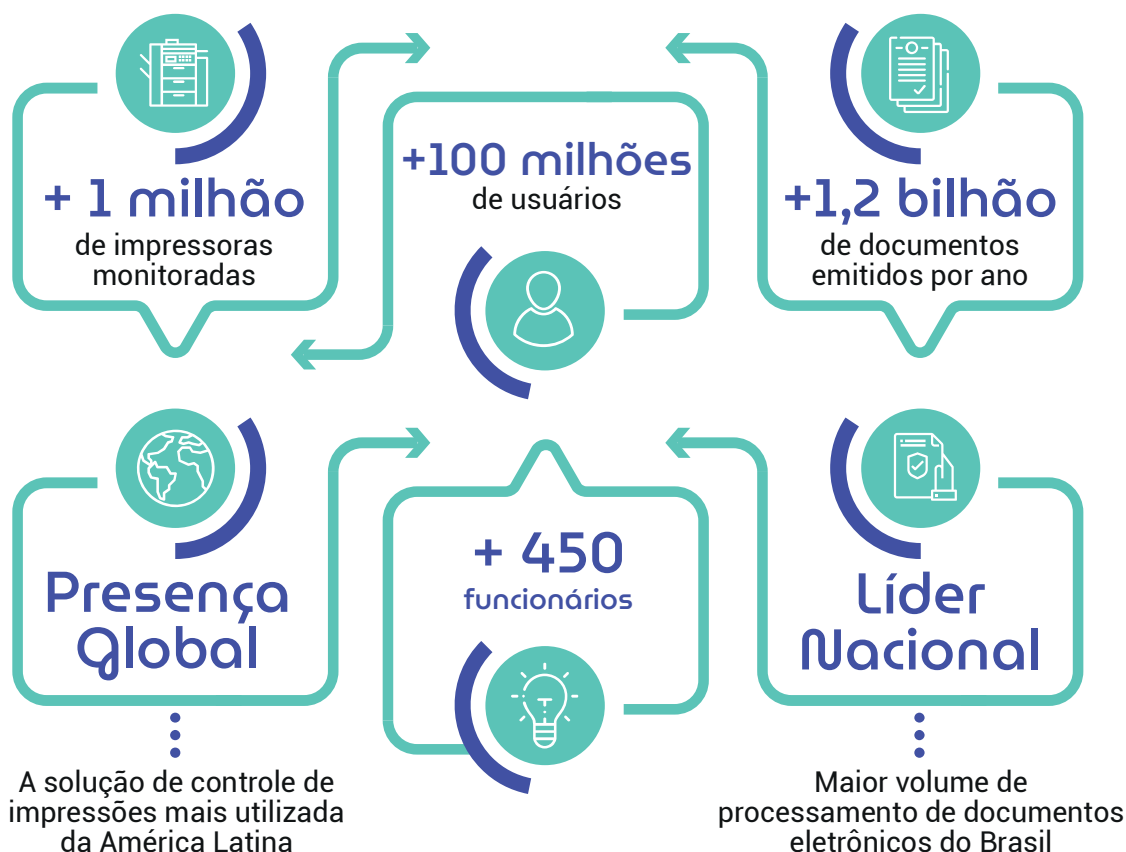 + 1 milhão
de impressoras
monitoradas
+100 milhões
de usuários
+1,2 bilhão
de documentos
emitidos por ano
Presença
Global
A solução de controle de
impressões mais utilizada
da América Latina
+ 450
funcionários
Líder
Nacional
Maior volume de
processamento de documentos
eletrônicos do Brasil